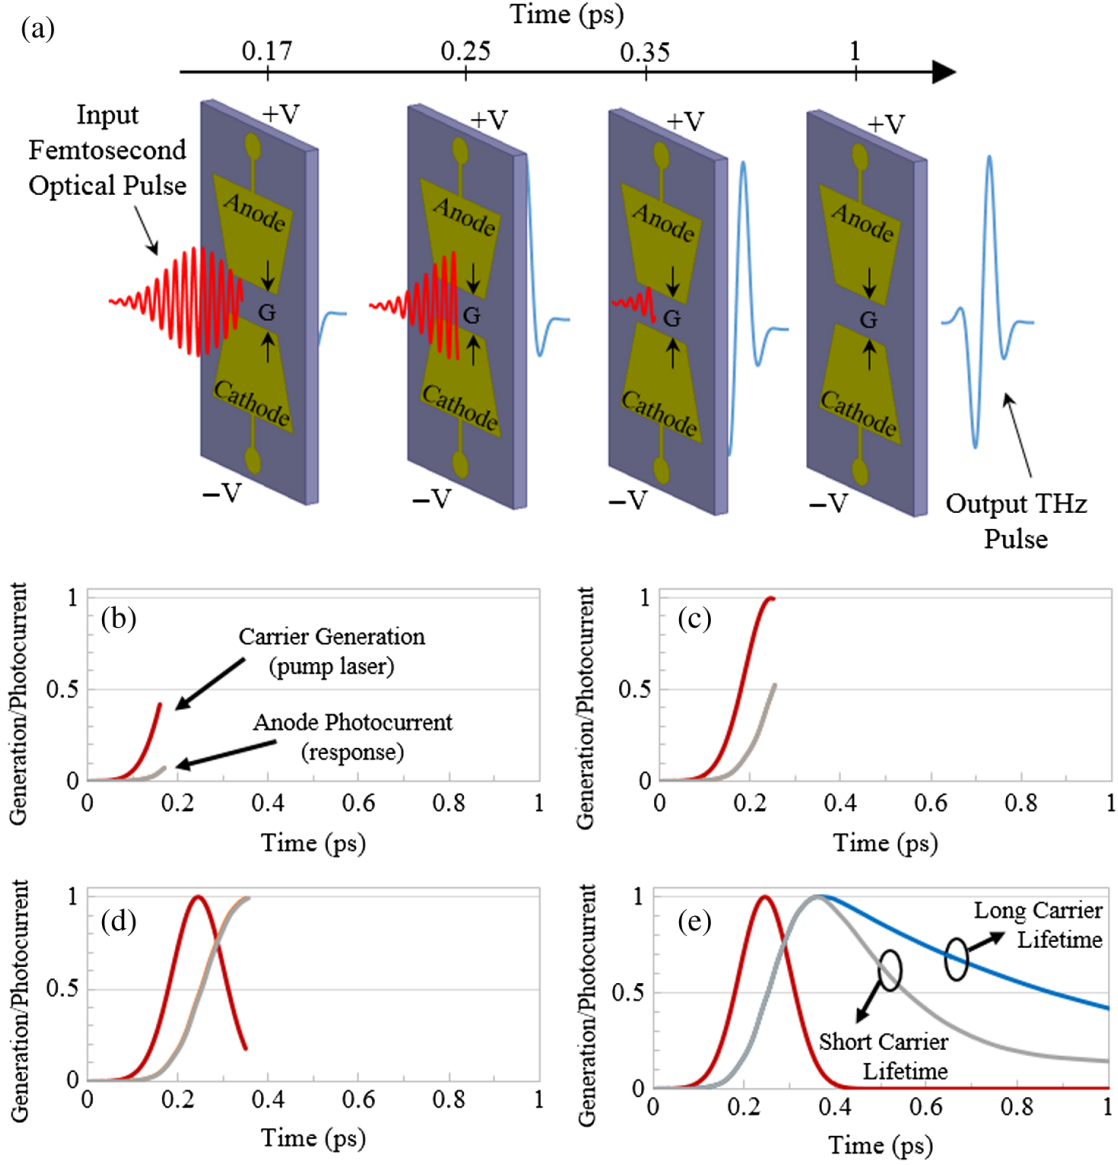 (a)
Time (ps)
0.17
0.25
0.35
1
Input
Femtosecond
Optical Pulse
+V
Anode
G
Cathode
−V
+V
Anode
G
Cathode
−V
+V
Anode
G
Cathode
−V
+V
Anode
G
Cathode
−V
Output THz
Pulse
(b)
Generation/Photocurrent
1
0.5
0
Carrier Generation
(pump laser)
Anode Photocurrent
(response)
0 0.2 0.4 0.6 0.8 1
Time (ps)
(c)
Generation/Photocurrent
1
0.5
0
0 0.2 0.4 0.6 0.8 1
Time (ps)
(d)
Generation/Photocurrent
1
0.5
0
0 0.2 0.4 0.6 0.8 1
Time (ps)
(e)
Generation/Photocurrent
1
0.5
0
Long Carrier
Lifetime
Short Carrier
Lifetime
0 0.2 0.4 0.6 0.8 1
Time (ps)